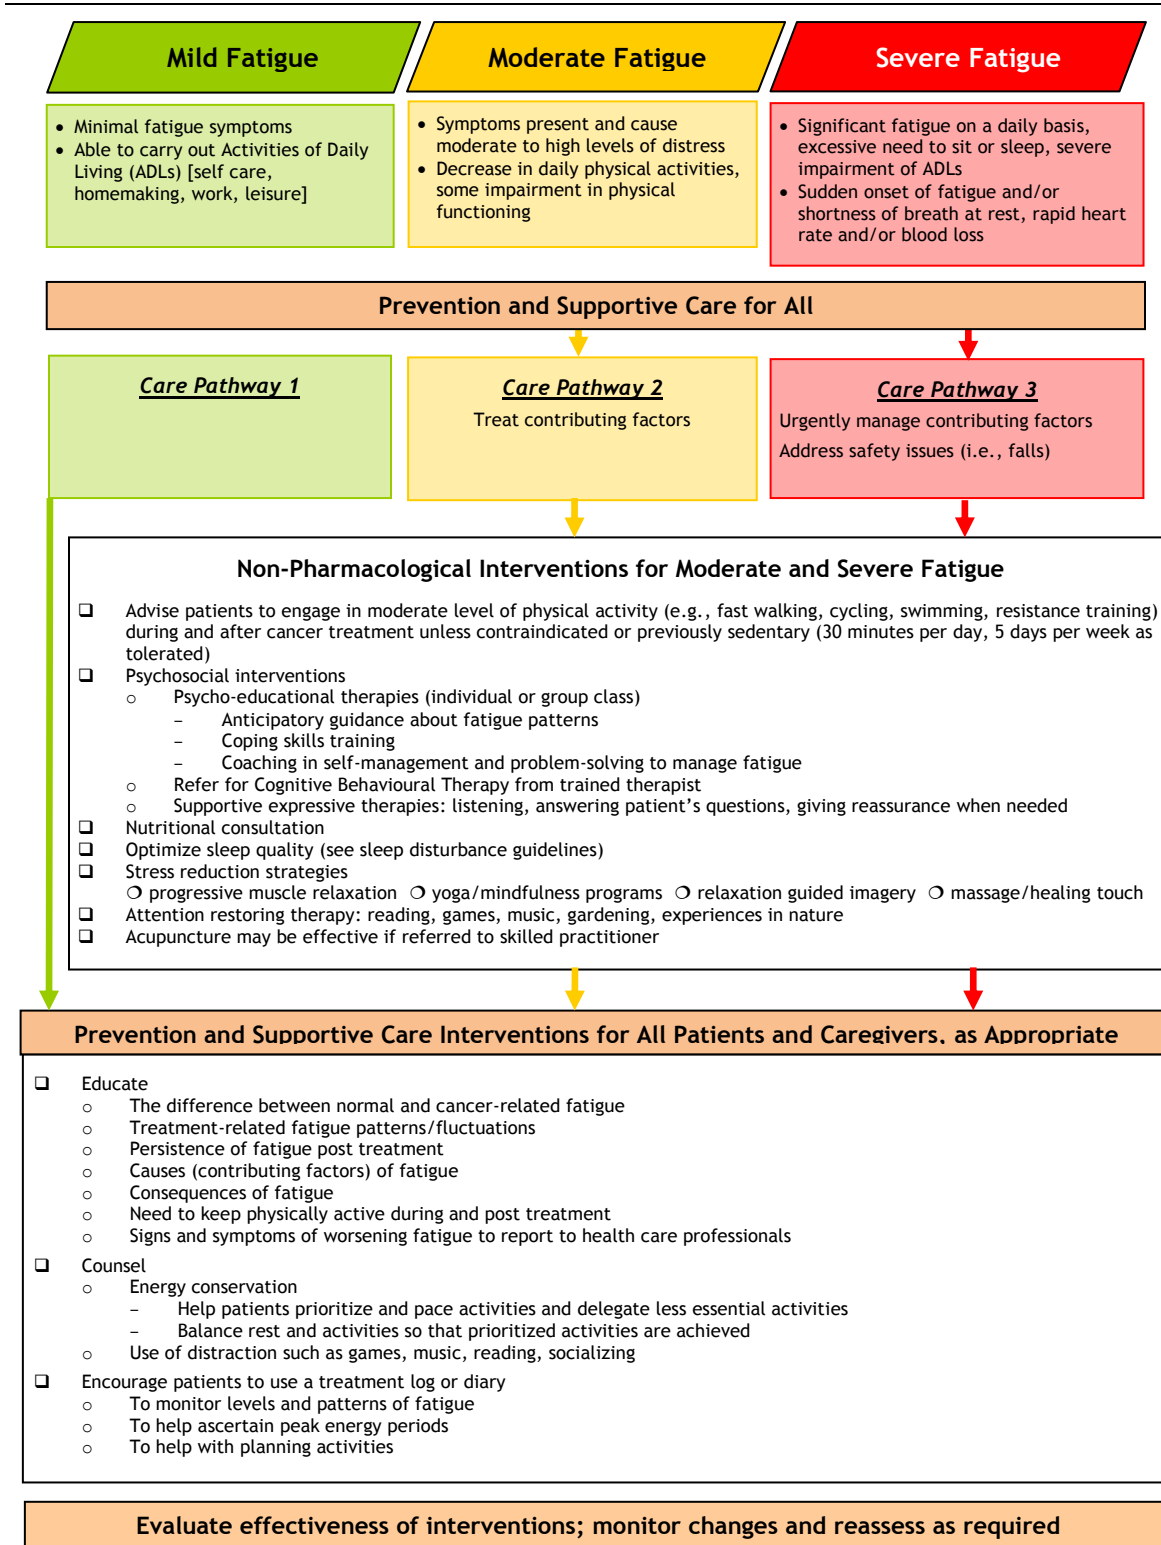 Mild Fatigue
Moderate Fatigue
Severe Fatigue
• Minimal fatigue symptoms
• Able to carry out Activities of Daily
Living (ADLs) [self care,
homemaking, work, leisure]
• Symptoms present and cause
moderate to high levels of distress
• Decrease in daily physical activities,
some impairment in physical
functioning
• Significant fatigue on a daily basis,
excessive need to sit or sleep, severe
impairment of ADLs
• Sudden onset of fatigue and/or
shortness of breath at rest, rapid heart
rate and/or blood loss
Prevention and Supportive Care for All
Care Pathway 1
Care Pathway 2
Treat contributing factors
Care Pathway 3
Urgently manage contributing factors
Address safety issues (i.e., falls)
Non-Pharmacological Interventions for Moderate and Severe Fatigue
❑ Advise patients to engage in moderate level of physical activity (e.g., fast walking, cycling, swimming, resistance training)
during and after cancer treatment unless contraindicated or previously sedentary (30 minutes per day, 5 days per week as
tolerated)
❑ Psychosocial interventions
o Psycho-educational therapies (individual or group class)
– Anticipatory guidance about fatigue patterns
– Coping skills training
– Coaching in self-management and problem-solving to manage fatigue
o Refer for Cognitive Behavioural Therapy from trained therapist
o Supportive expressive therapies: listening, answering patient’s questions, giving reassurance when needed
❑ Nutritional consultation
❑ Optimize sleep quality (see sleep disturbance guidelines)
❑ Stress reduction strategies
❍ progressive muscle relaxation ❍ yoga/mindfulness programs ❍ relaxation guided imagery ❍ massage/healing touch
❑ Attention restoring therapy: reading, games, music, gardening, experiences in nature
❑ Acupuncture may be effective if referred to skilled practitioner
Prevention and Supportive Care Interventions for All Patients and Caregivers, as Appropriate
❑ Educate
o The difference between normal and cancer-related fatigue
o Treatment-related fatigue patterns/fluctuations
o Persistence of fatigue post treatment
o Causes (contributing factors) of fatigue
o Consequences of fatigue
o Need to keep physically active during and post treatment
o Signs and symptoms of worsening fatigue to report to health care professionals
❑ Counsel
o Energy conservation
– Help patients prioritize and pace activities and delegate less essential activities
– Balance rest and activities so that prioritized activities are achieved
o Use of distraction such as games, music, reading, socializing
❑ Encourage patients to use a treatment log or diary
o To monitor levels and patterns of fatigue
o To help ascertain peak energy periods
o To help with planning activities
Evaluate effectiveness of interventions; monitor changes and reassess as required